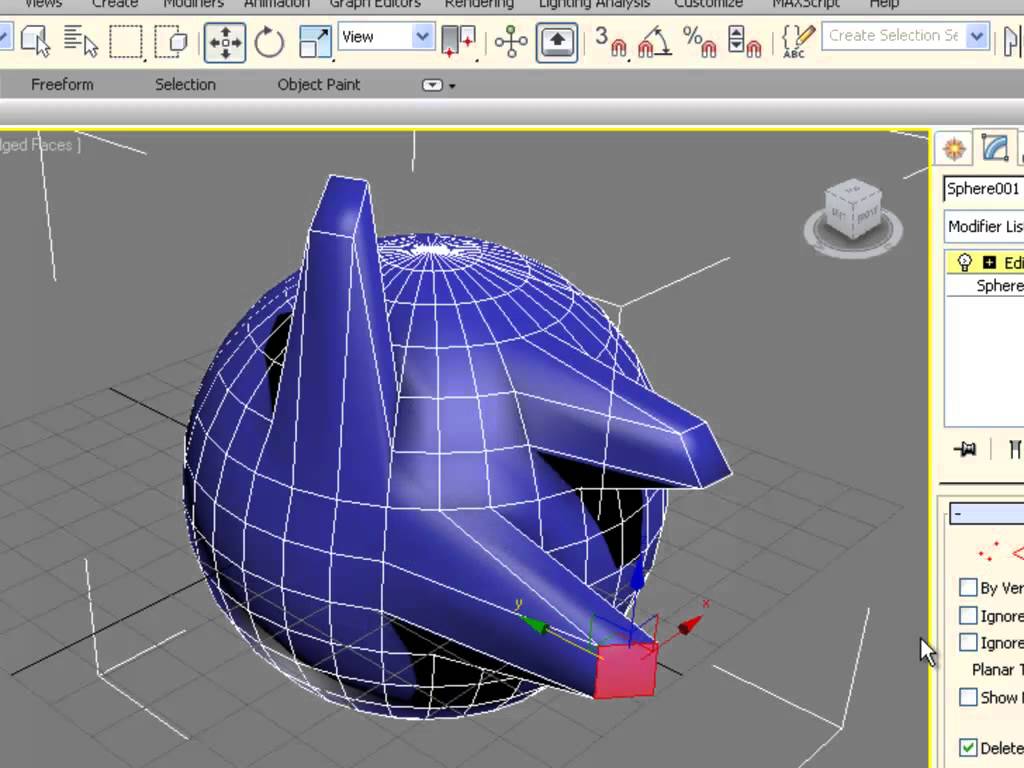 Views Create Modifiers Animation Graph Editors Rendering Lighting Analysis Customize MAXScript Help
View
3
%
ABC
Create Selection Se
Freeform Selection Object Paint
dged Faces ]
Sphere001
Modifier Lis
Edi
Sphere
y
x
-
By Ver
Ignore
Ignore
Planar T
Show
Delete